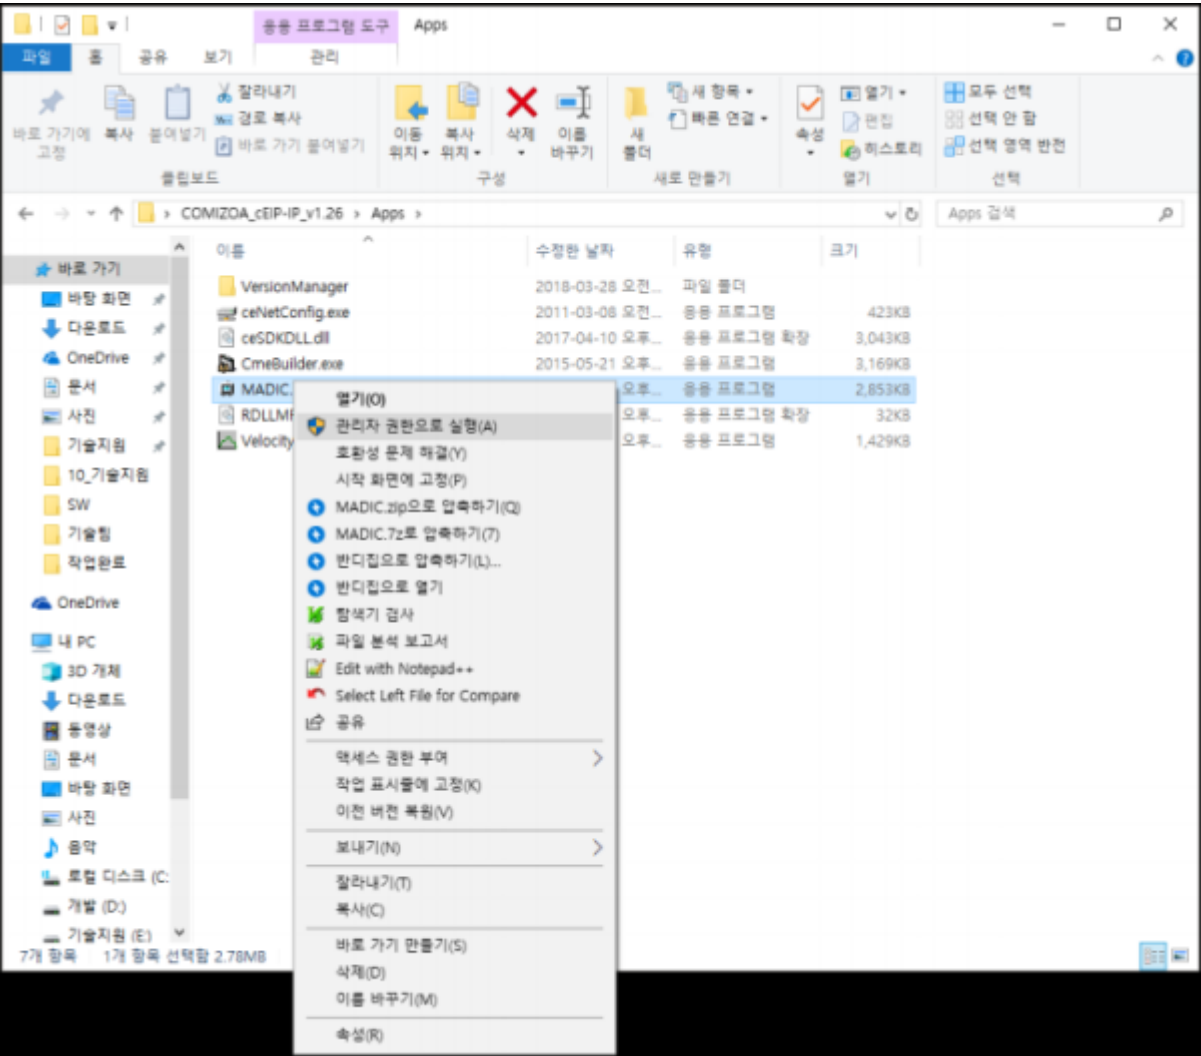 응용 프로그램 도구 Apps
파일 홈 공유 보기 관리
바로 가기에 고정
복사
붙여넣기
잘라내기
경로 복사
바로 가기 붙여넣기
클립보드
이동 위치
복사 위치
삭제
이름 바꾸기
구성
새 폴더
새 항목
빠른 연결
새로 만들기
속성
열기
편집
히스토리
열기
모두 선택
선택 안 함
선택 영역 반전
선택
COMIZOA_cEIP-IP_v1.26 > Apps >
Apps 검색
바로 가기
바탕 화면
다운로드
OneDrive
문서
사진
기술지원
10_기술지원
SW
기술팀
작업완료
OneDrive
내 PC
3D 개체
다운로드
동영상
문서
바탕 화면
사진
음악
로컬 디스크 (C:
개발 (D:)
기술지원 (E:)
이름 수정한 날짜 유형 크기
VersionManager 2018-03-28 오전... 파일 폴더
ceNetConfig.exe 2011-03-08 오전... 응용 프로그램 423KB
ceSDKDLL.dll 2017-04-10 오후... 응용 프로그램 확장 3,043KB
CmeBuilder.exe 2015-05-21 오후... 응용 프로그램 3,169KB
MADIC. 오후... 응용 프로그램 2,853KB
오후... 응용 프로그램 확장 32KB
Velocity 오후... 응용 프로그램 1,429KB
열기(O)
관리자 권한으로 실행(A)
호환성 문제 해결(Y)
시작 화면에 고정(P)
MADIC.zip으로 압축하기(Q)
MADIC.7z로 압축하기(7)
반디집으로 압축하기(L)...
반디집으로 열기
탐색기 검사
파일 분석 보고서
Edit with Notepad++
Select Left File for Compare
공유
액세스 권한 부여
작업 표시줄에 고정(K)
이전 버전 복원(V)
보내기(N)
잘라내기(T)
복사(C)
바로 가기 만들기(S)
삭제(D)
이름 바꾸기(M)
속성(R)
7개 항목 1개 항목 선택함 2.78MB